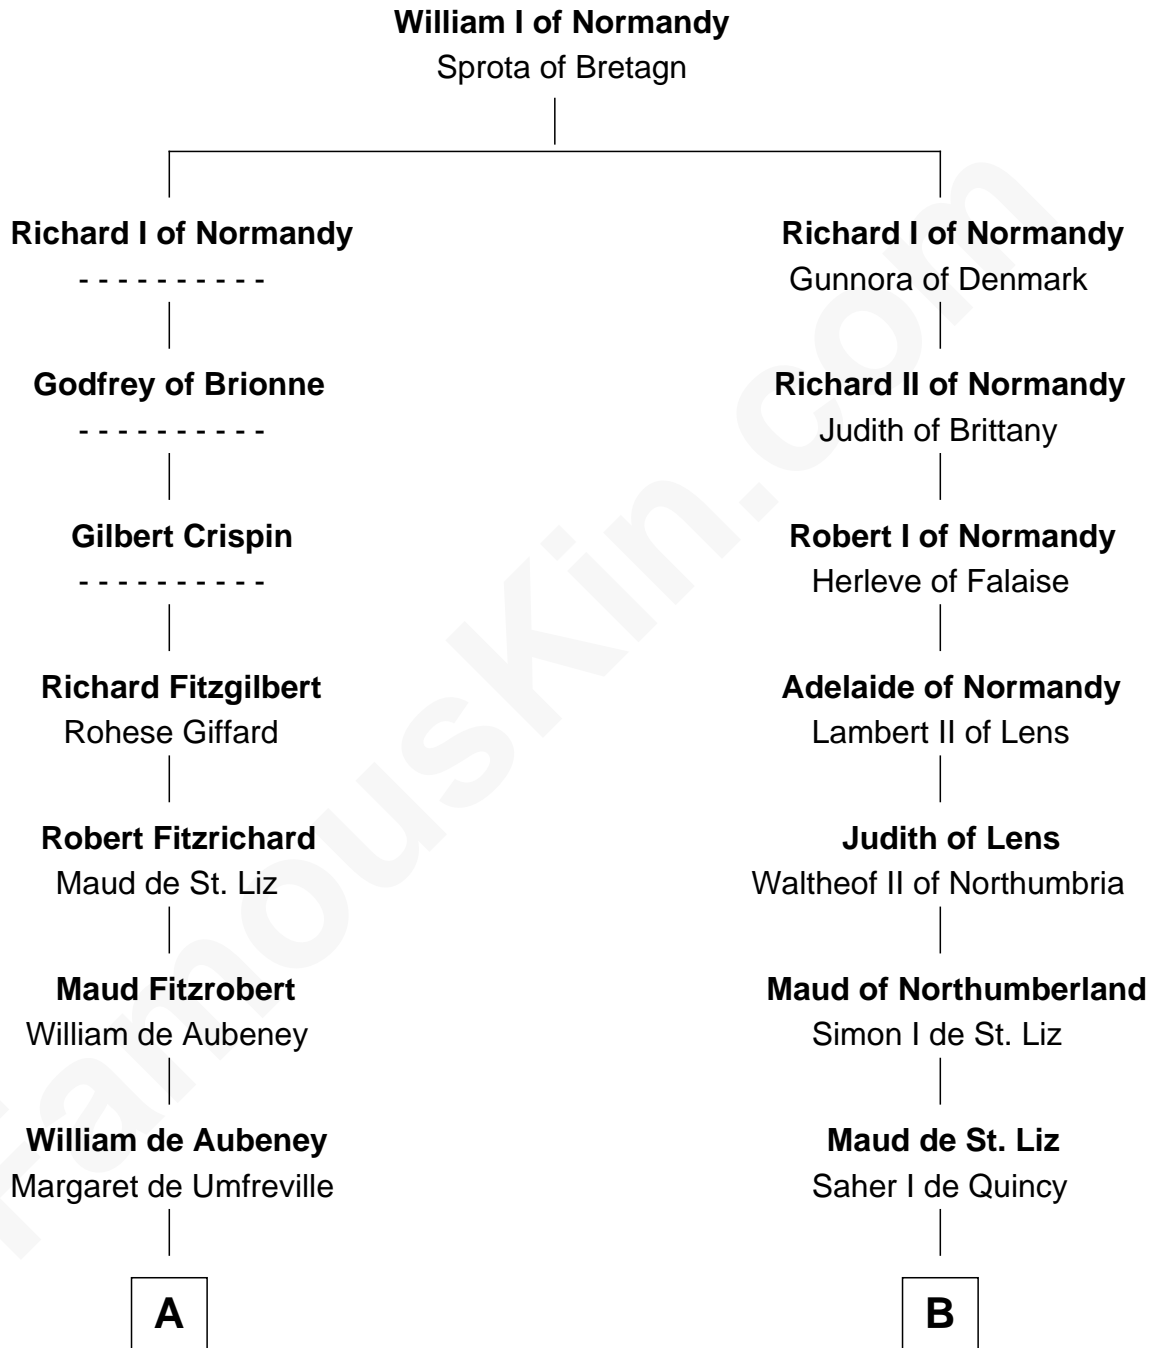 William I of Normandy
Sprota of Bretagn
Richard I of Normandy
- - - - - - - - - -
Godfrey of Brionne
- - - - - - - - - -
Gilbert Crispin
- - - - - - - - - -
Richard Fitzgilbert
Rohese Giffard
Robert Fitzrichard
Maud de St. Liz
Maud Fitzrobert
William de Aubeney
William de Aubeney
Margaret de Umfreville
A
Richard I of Normandy
Gunnora of Denmark
Richard II of Normandy
Judith of Brittany
Robert I of Normandy
Herleve of Falaise
Adelaide of Normandy
Lambert II of Lens
Judith of Lens
Waltheof II of Northumbria
Maud of Northumberland
Simon I de St. Liz
Maud de St. Liz
Saher I de Quincy
B
FamousKin.com